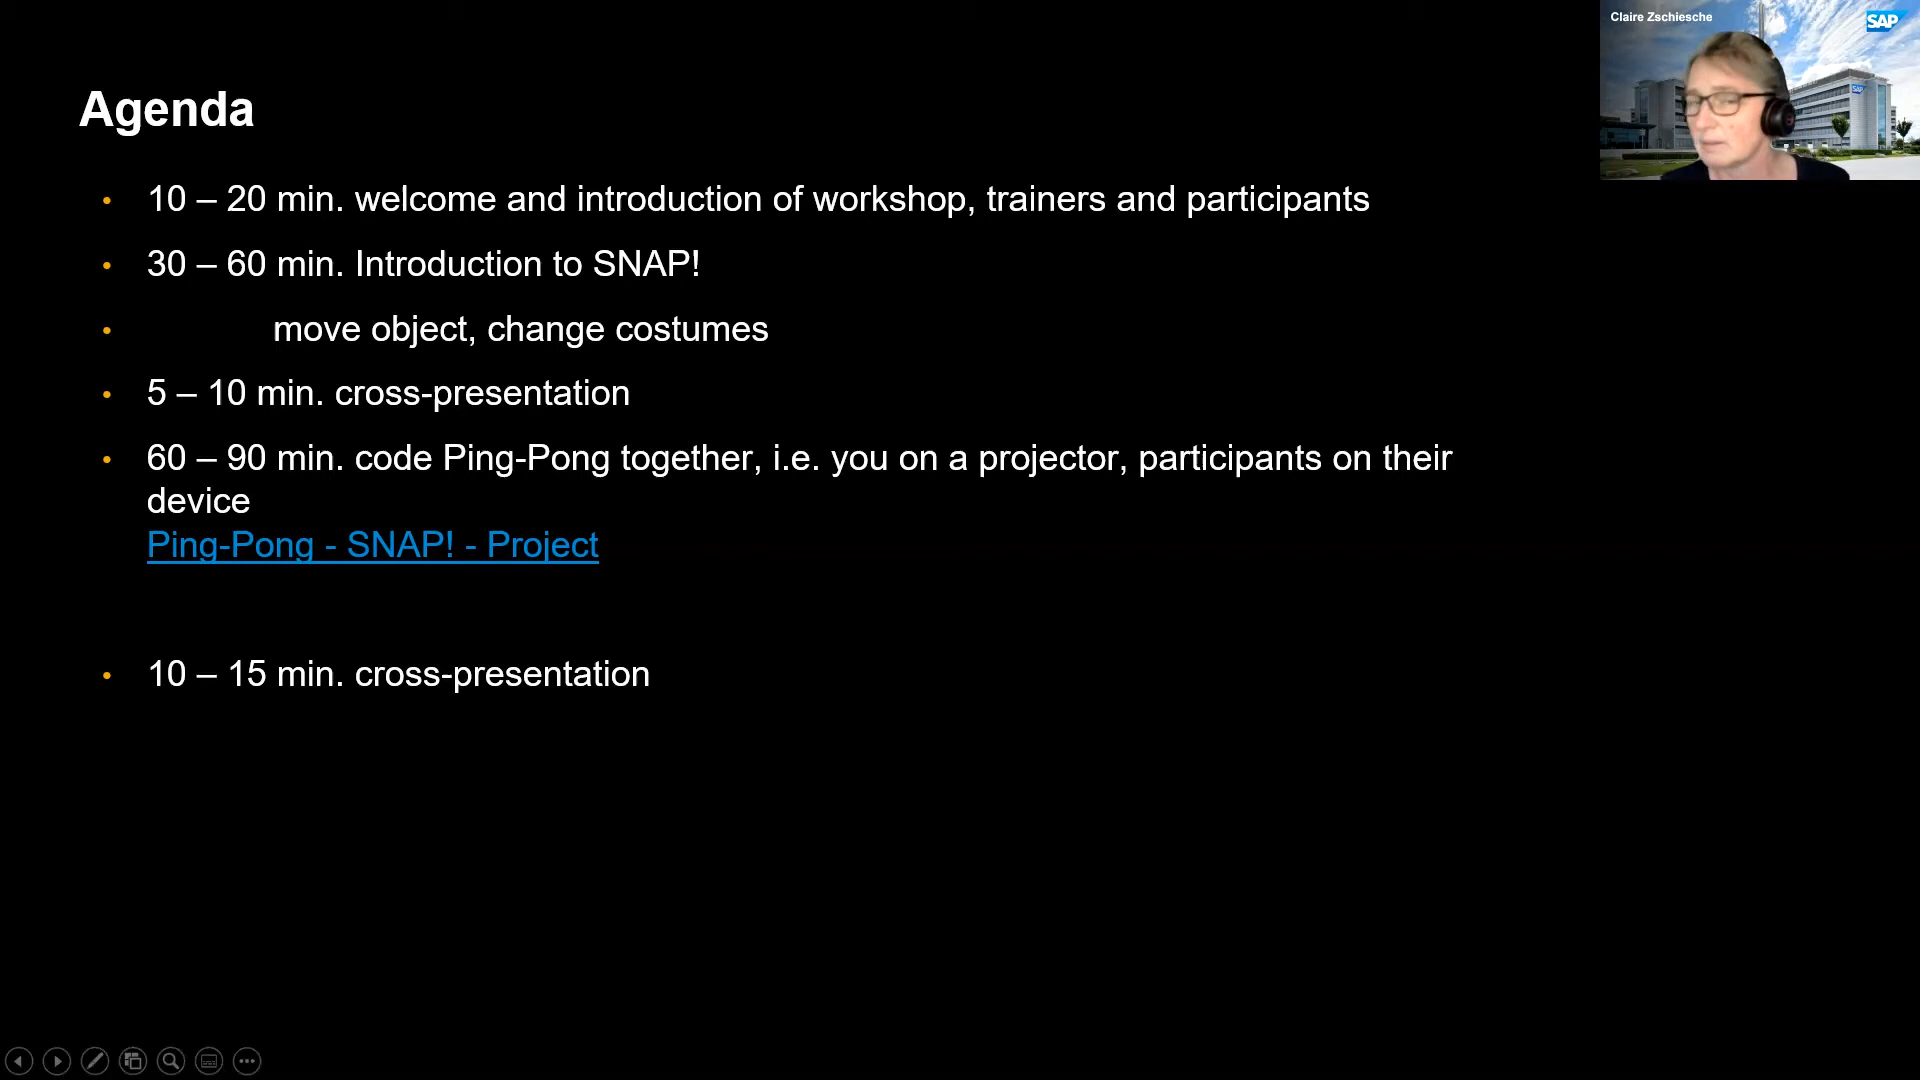 Claire Zschiesche
SAP
SAP
Agenda
• 10 – 20 min. welcome and introduction of workshop, trainers and participants
• 30 – 60 min. Introduction to SNAP!
• move object, change costumes
• 5 – 10 min. cross-presentation
• 60 – 90 min. code Ping-Pong together, i.e. you on a projector, participants on their
device
Ping-Pong - SNAP! - Project
• 10 – 15 min. cross-presentation